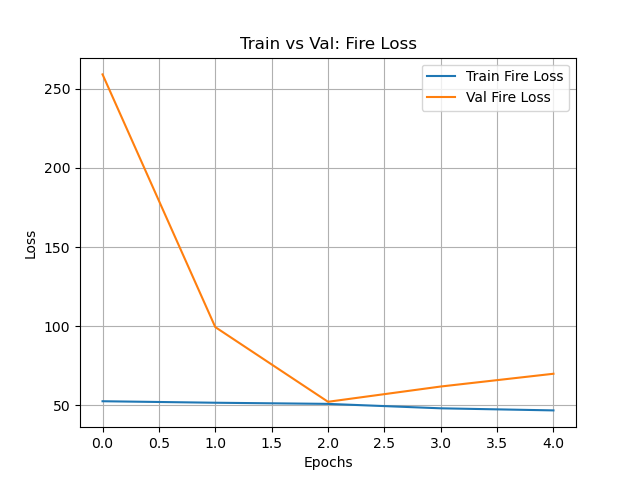 Train vs Val: Fire Loss
Train Fire Loss
Val Fire Loss
250
200
150
100
50
Loss
0.0 0.5 1.0 1.5 2.0 2.5 3.0 3.5 4.0
Epochs